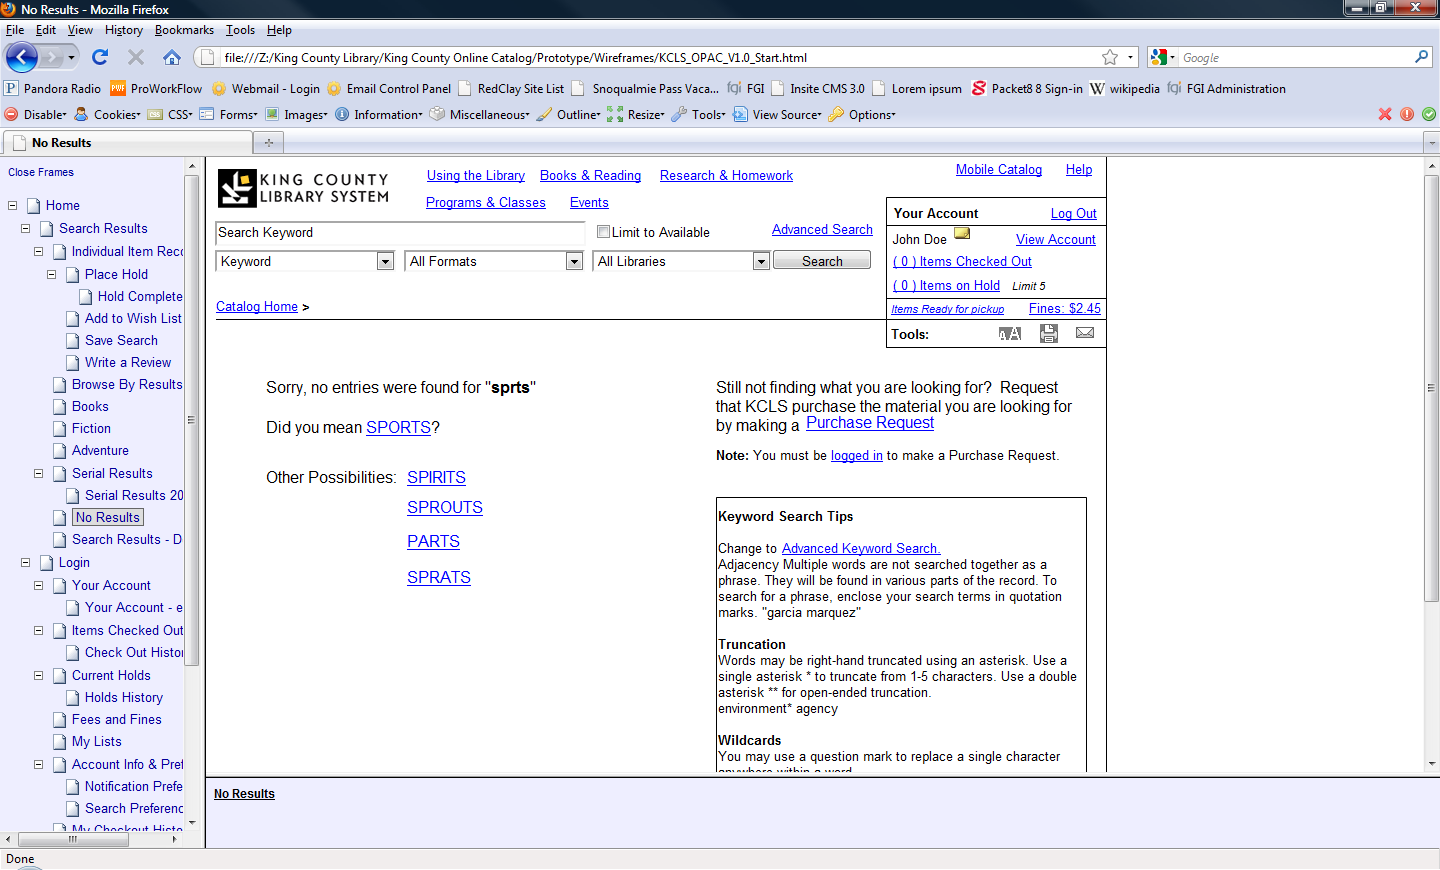 No Results - Mozilla Firefox
File Edit View History Bookmarks Tools Help
file:///Z:/King County Library/King County Online Catalog/Prototype/Wireframes/KCLS_OPAC_V1.0_Start.html
Google
Pandora Radio ProWorkFlow Webmail - Login Email Control Panel RedClay Site List Snoqualmie Pass Vaca... FGI Insite CMS 3.0 Lorem ipsum Packet8 8 Sign-in wikipedia FGI Administration
Disable Cookies CSS Forms Images Information Miscellaneous Outline Resize Tools View Source Options
No Results
Close Frames
Home
Search Results
Individual Item Reco
Place Hold
Hold Complete
Add to Wish List
Save Search
Write a Review
Browse By Results
Books
Fiction
Adventure
Serial Results
Serial Results 20
No Results
Search Results - D
Login
Your Account
Your Account - e
Items Checked Out
Check Out Histor
Current Holds
Holds History
Fees and Fines
My Lists
Account Info & Pref
Notification Prefe
Search Preferenc
My Checkout Histo
KING COUNTY
LIBRARY SYSTEM
Using the Library Books & Reading Research & Homework
Programs & Classes Events
Mobile Catalog Help
Search Keyword
Limit to Available
Advanced Search
Keyword
All Formats
All Libraries
Search
Your Account Log Out
John Doe View Account
( 0 ) Items Checked Out
( 0 ) Items on Hold Limit 5
Items Ready for pickup Fines: $2.45
Tools: AA
Catalog Home >
Sorry, no entries were found for "sprts"
Did you mean SPORTS?
Other Possibilities: SPIRITS
SPROUTS
PARTS
SPRATS
Still not finding what you are looking for? Request
that KCLS purchase the material you are looking for
by making a Purchase Request
Note: You must be logged in to make a Purchase Request.
Keyword Search Tips
Change to Advanced Keyword Search.
Adjacency Multiple words are not searched together as a
phrase. They will be found in various parts of the record. To
search for a phrase, enclose your search terms in quotation
marks. "garcia marquez"
Truncation
Words may be right-hand truncated using an asterisk. Use a
single asterisk * to truncate from 1-5 characters. Use a double
asterisk ** for open-ended truncation.
environment* agency
Wildcards
You may use a question mark to replace a single character
anywhere within a word
No Results
Done